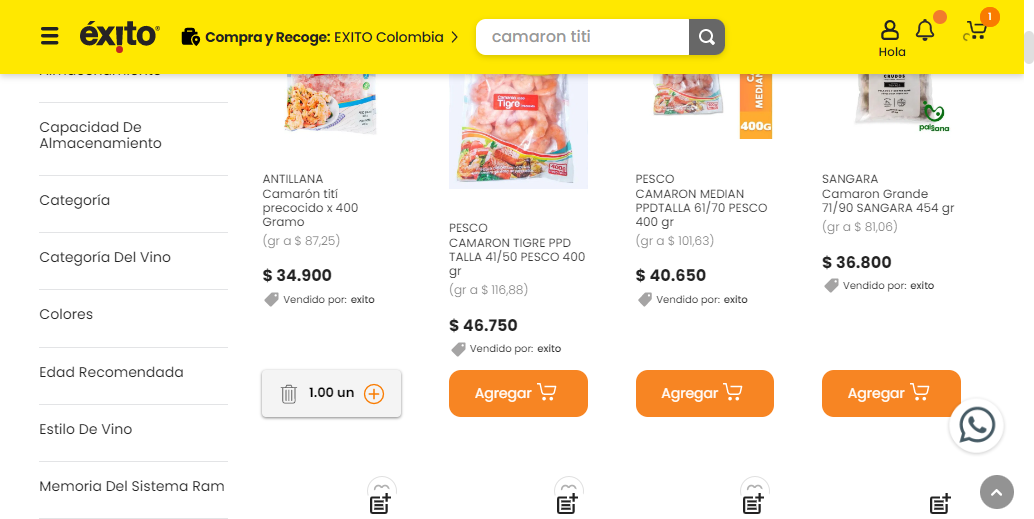 éxito
Compra y Recoge: EXITO Colombia
camaron titi
Hola
1
Almacenamiento
Capacidad De
Almacenamiento
Categoría
Categoría Del Vino
Colores
Edad Recomendada
Estilo De Vino
Memoria Del Sistema Ram
ANTILLANA
Camarón tití
precocido x 400
Gramo
(gr a $ 87,25)
$ 34.900
Vendido por: exito
1.00 un
Tigre
PESCO
CAMARON TIGRE PPD
TALLA 41/50 PESCO 400
gr
(gr a $ 116,88)
$ 46.750
Vendido por: exito
Agregar
MEDIAN
400G
PESCO
CAMARON MEDIAN
PPDTALLA 61/70 PESCO
400 gr
(gr a $ 101,63)
$ 40.650
Vendido por: exito
Agregar
CRUDOS
SANGARA
Camaron Grande
71/90 SANGARA 454 gr
(gr a $ 81,06)
$ 36.800
Vendido por: exito
Agregar